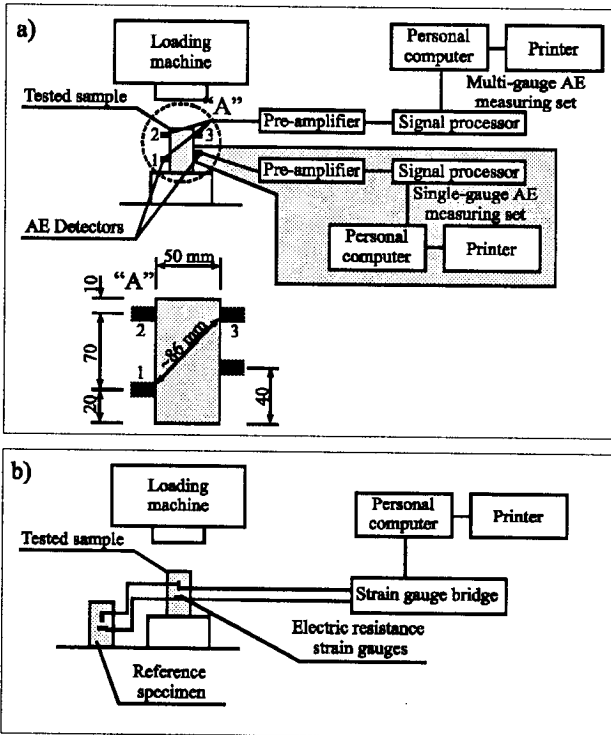 a)
Loading
machine
Tested sample
"A"
2
3
1
AE Detectors
Pre-amplifier
Signal processor
Personal
computer
Printer
Multi-gauge AE
measuring set
Pre-amplifier
Signal processor
Single-gauge AE
measuring set
Personal
computer
Printer
"A"
50 mm
10
70
20
2
3
1
~86 mm
40
b)
Loading
machine
Tested sample
Personal
computer
Printer
Strain gauge bridge
Electric resistance
strain gauges
Reference
specimen